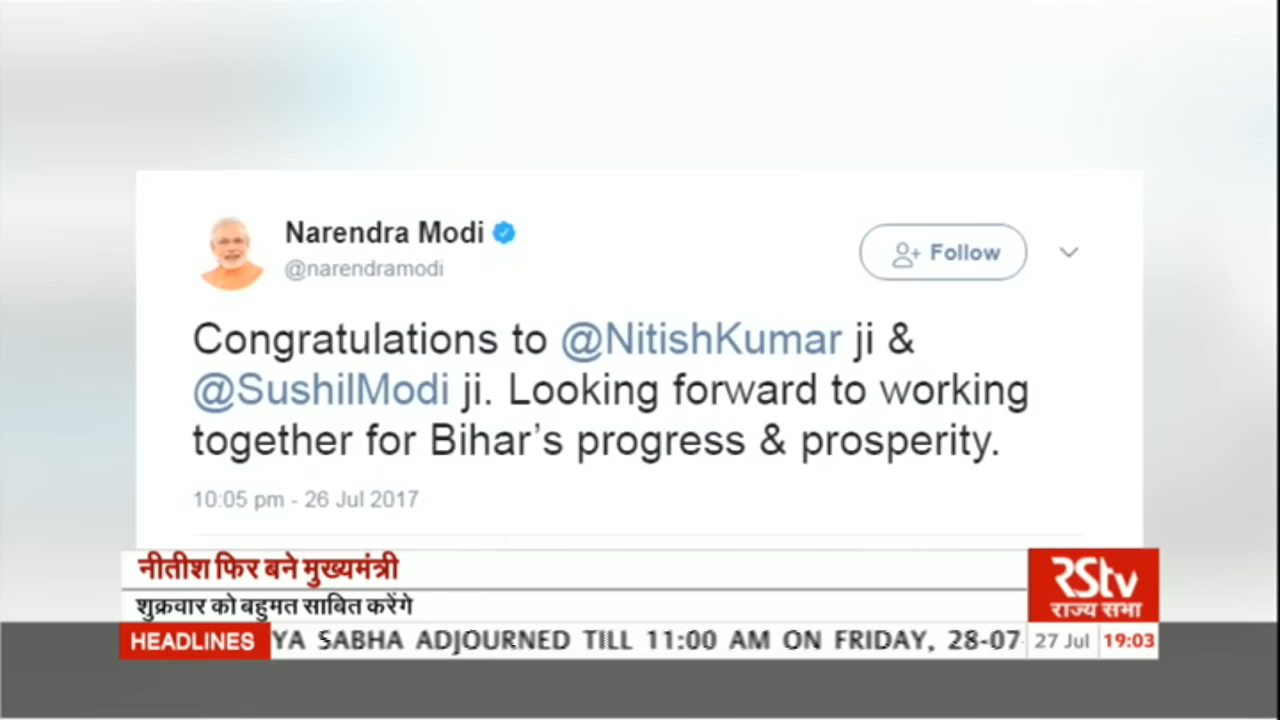 Narendra Modi
@narendramodi
Follow
Congratulations to @NitishKumar ji &
@SushilModi ji. Looking forward to working
together for Bihar's progress & prosperity.
10:05 pm - 26 Jul 2017
नीतीश फिर बने मुख्यमंत्री
शुक्रवार को बहुमत साबित करेंगे
RStv
राज्य सभा
HEADLINES YA SABHA ADJOURNED TILL 11:00 AM ON FRIDAY, 28-07 27 Jul 19:03